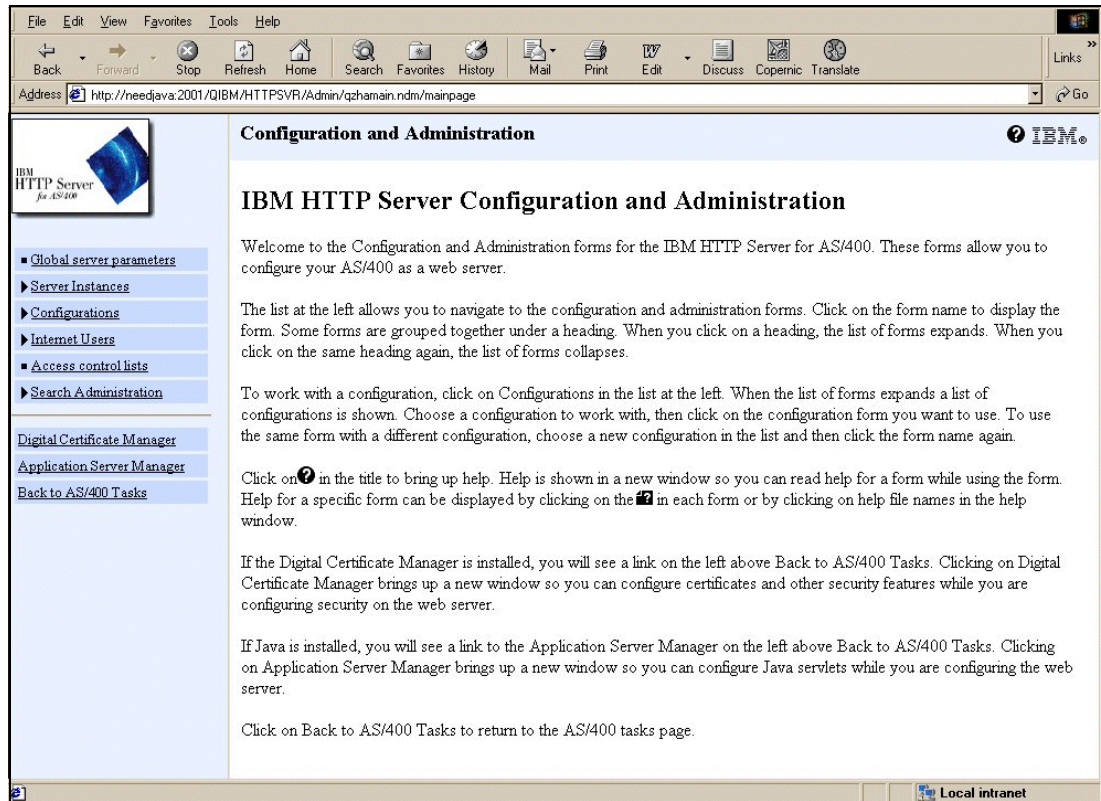 File Edit View Favorites Tools Help
Back Forward Stop Refresh Home Search Favorites History Mail Print Edit Discuss Copernic Translate Links »
Address http://needjava:2001/QIBM/HTTPSVR/Admin/qzhamain.ndm/mainpage Go
IBM
HTTP Server
for AS/400
Global server parameters
Server Instances
Configurations
Internet Users
Access control lists
Search Administration
Digital Certificate Manager
Application Server Manager
Back to AS/400 Tasks
Configuration and Administration ? IBM®
IBM HTTP Server Configuration and Administration
Welcome to the Configuration and Administration forms for the IBM HTTP Server for AS/400. These forms allow you to
configure your AS/400 as a web server.
The list at the left allows you to navigate to the configuration and administration forms. Click on the form name to display the
form. Some forms are grouped together under a heading. When you click on a heading, the list of forms expands. When you
click on the same heading again, the list of forms collapses.
To work with a configuration, click on Configurations in the list at the left. When the list of forms expands a list of
configurations is shown. Choose a configuration to work with, then click on the configuration form you want to use. To use
the same form with a different configuration, choose a new configuration in the list and then click the form name again.
Click on ? in the title to bring up help. Help is shown in a new window so you can read help for a form while using the form.
Help for a specific form can be displayed by clicking on the ? in each form or by clicking on help file names in the help
window.
If the Digital Certificate Manager is installed, you will see a link on the left above Back to AS/400 Tasks. Clicking on Digital
Certificate Manager brings up a new window so you can configure certificates and other security features while you are
configuring security on the web server.
If Java is installed, you will see a link to the Application Server Manager on the left above Back to AS/400 Tasks. Clicking
on Application Server Manager brings up a new window so you can configure Java servlets while you are configuring the web
server.
Click on Back to AS/400 Tasks to return to the AS/400 tasks page.
Local intranet